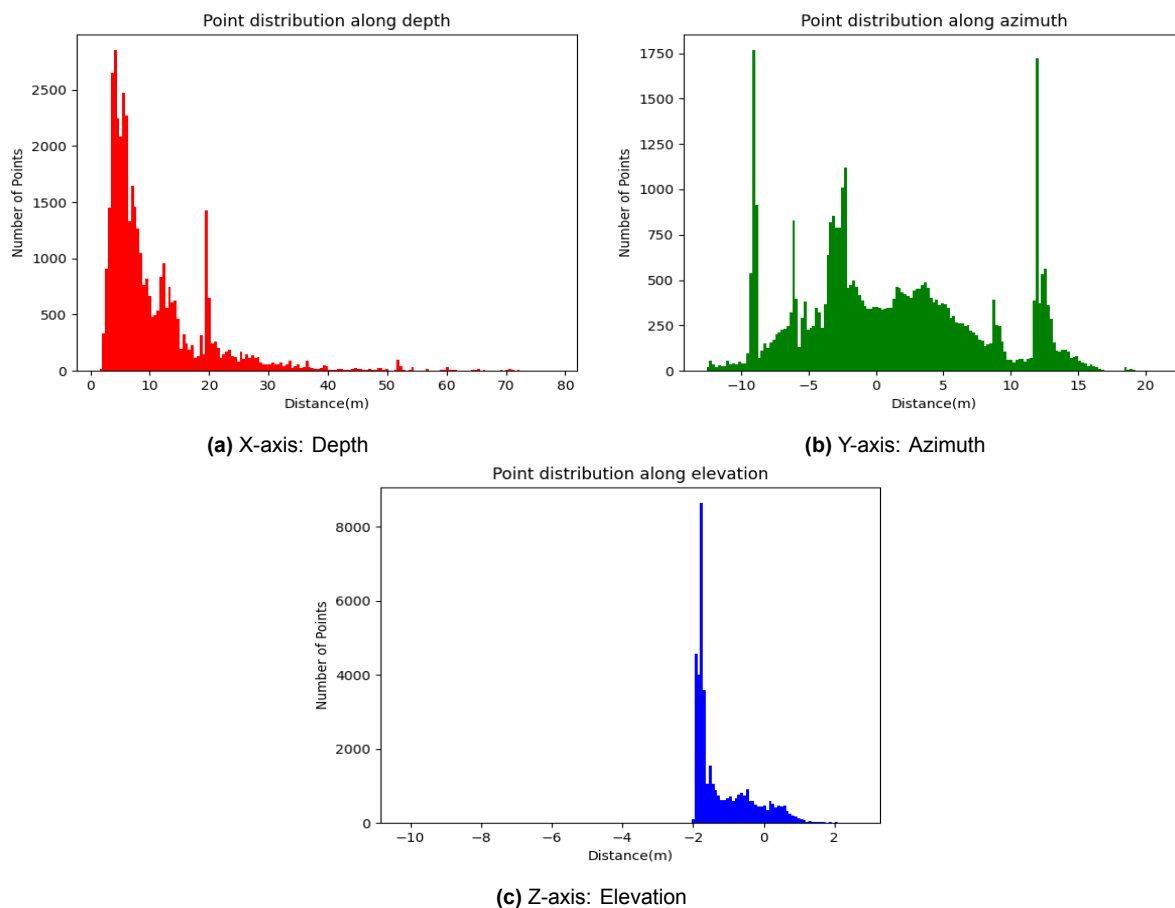 Point distribution along depth
Number of Points
2500
2000
1500
1000
500
0
0 10 20 30 40 50 60 70 80
Distance(m)
(a) X-axis: Depth
Point distribution along azimuth
Number of Points
1750
1500
1250
1000
750
500
250
0
−10 −5 0 5 10 15 20
Distance(m)
(b) Y-axis: Azimuth
Point distribution along elevation
Number of Points
8000
6000
4000
2000
0
−10 −8 −6 −4 −2 0 2
Distance(m)
(c) Z-axis: Elevation